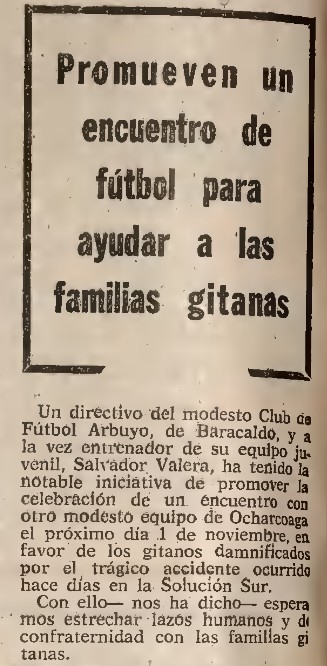 Promueven un
encuentro de
fútbol para
ayudar a las
familias gitanas
Un directivo del modesto Club de
Fútbol Arbuyo, de Baracaldo, y a
la vez entrenador de su equipo ju-
venil, Salvador Valera, ha tenido la
notable iniciativa de promover la
celebración de un encuentro con
otro modesto equipo de Ocharcoaga
el próximo día 1 de noviembre, en
favor de los gitanos damnificados
por el trágico accidente ocurrido
hace días en la Solución Sur.
Con ello— nos ha dicho— espera
mos estrechar lazos humanos y de
confraternidad con las familias gi
tanas.